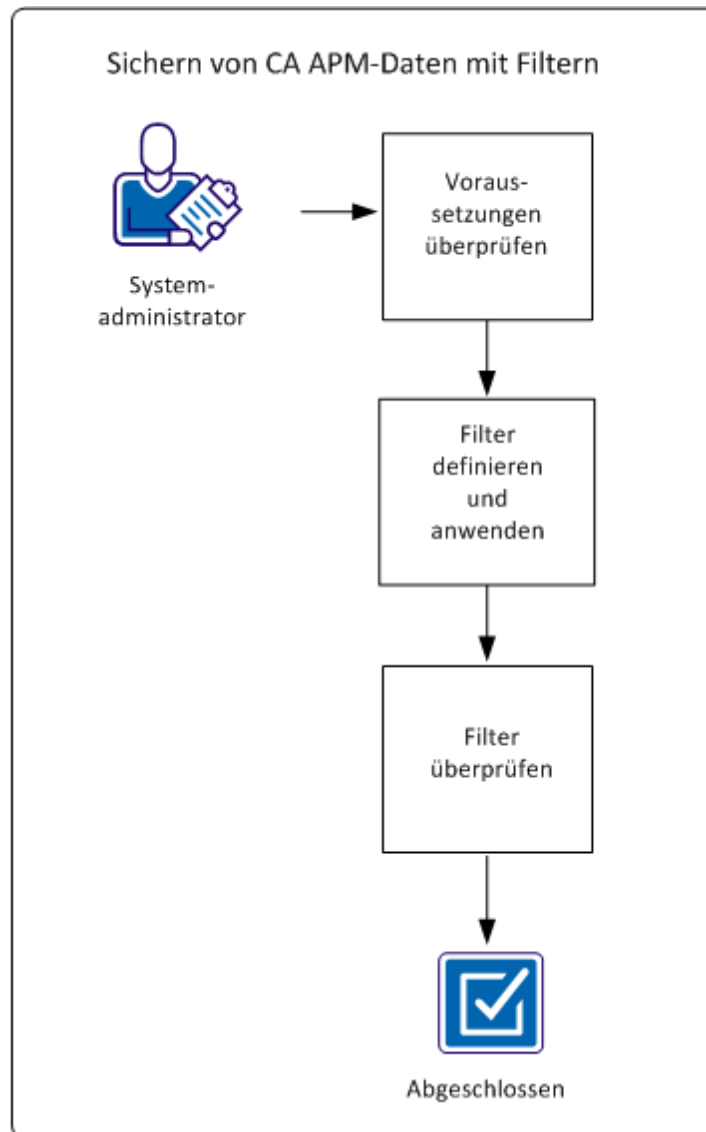 Sichern von CA APM-Daten mit Filtern
System-
administrator
Voraus-
setzungen
überprüfen
Filter
definieren
und
anwenden
Filter
überprüfen
Abgeschlossen